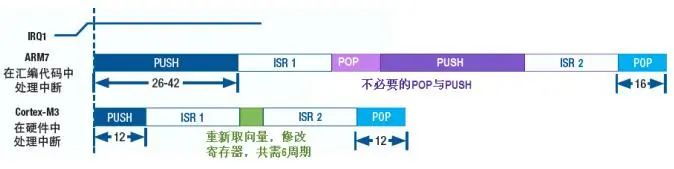 IRQ1
ARM7
在汇编代码中
处理中断
PUSH
ISR 1
POP
PUSH
ISR 2
POP
26-42
不必要的POP与PUSH
16
Cortex-M3
在硬件中
处理中断
PUSH
ISR 1
ISR 2
POP
12
重新取向量，修改
寄存器，共需6周期
12